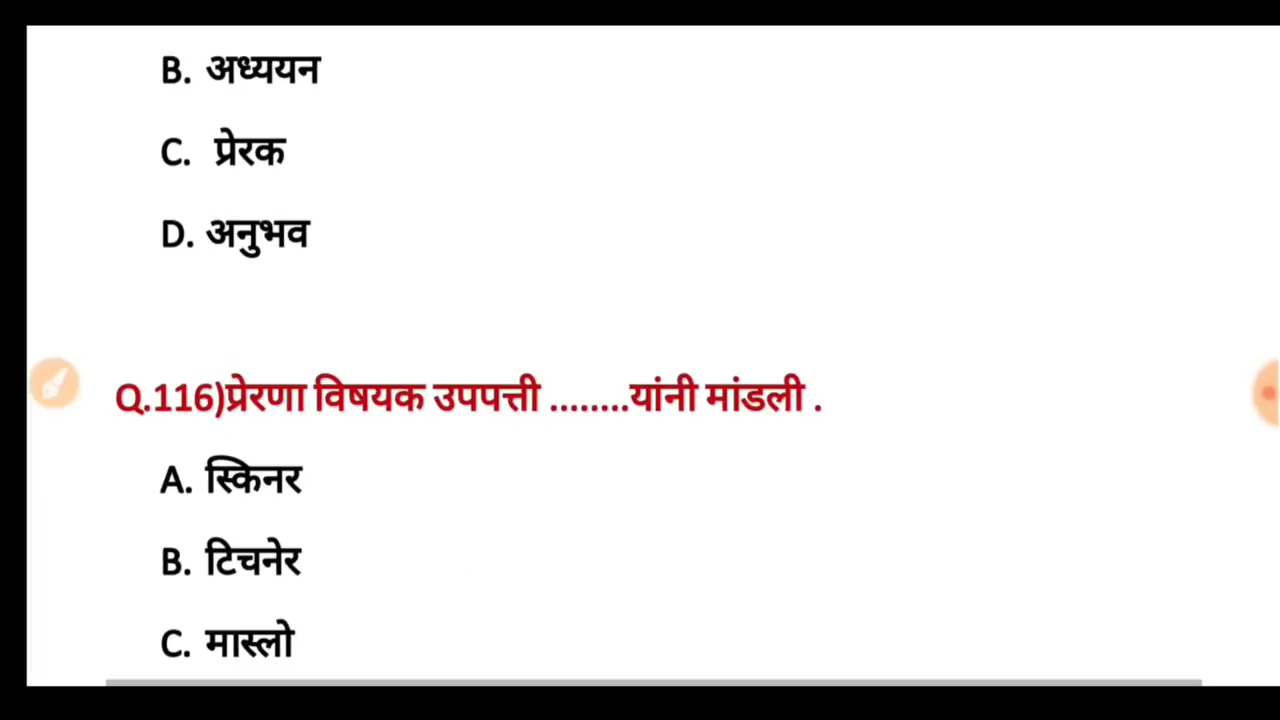 B. अध्ययन
C. प्रेरक
D. अनुभव
Q.116)प्रेरणा विषयक उपपत्ती ........यांनी मांडली .
A. स्किनर
B. टिचनेर
C. मास्लो